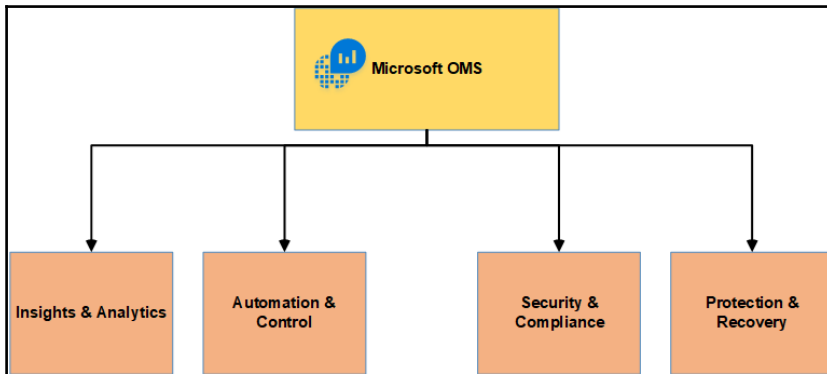 Microsoft OMS
Insights & Analytics
Automation &
Control
Security &
Compliance
Protection &
Recovery